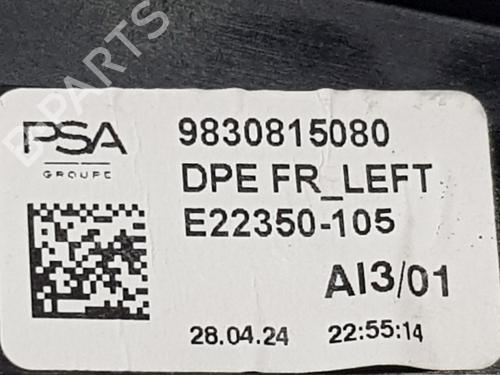 B-PARTS
PSA
GROUPE
9830815080
DPE FR_LEFT
E22350-105
AI3/01
28.04.24 22:55:14